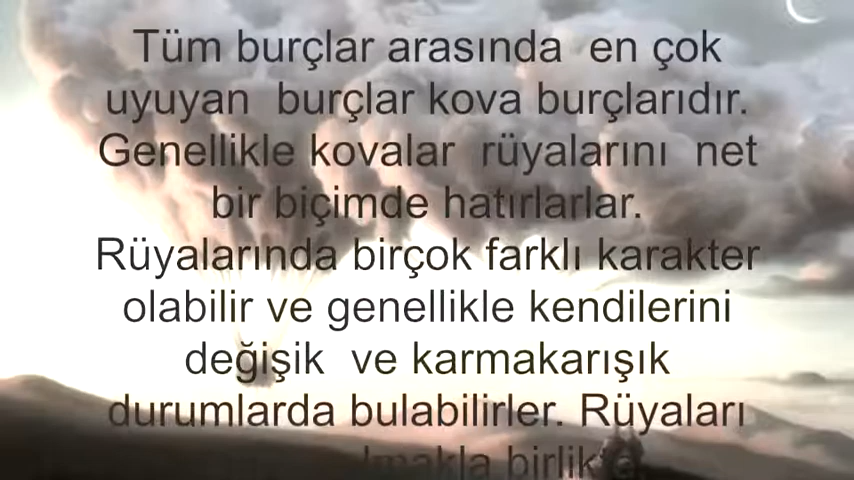 Tüm burçlar arasında en çok
uyuyan burçlar kova burçlarıdır.
Genellikle kovalar rüyalarını net
bir biçimde hatırlarlar.
Rüyalarında birçok farklı karakter
olabilir ve genellikle kendilerini
değişik ve karmakarışık
durumlarda bulabilirler. Rüyaları
birlikte